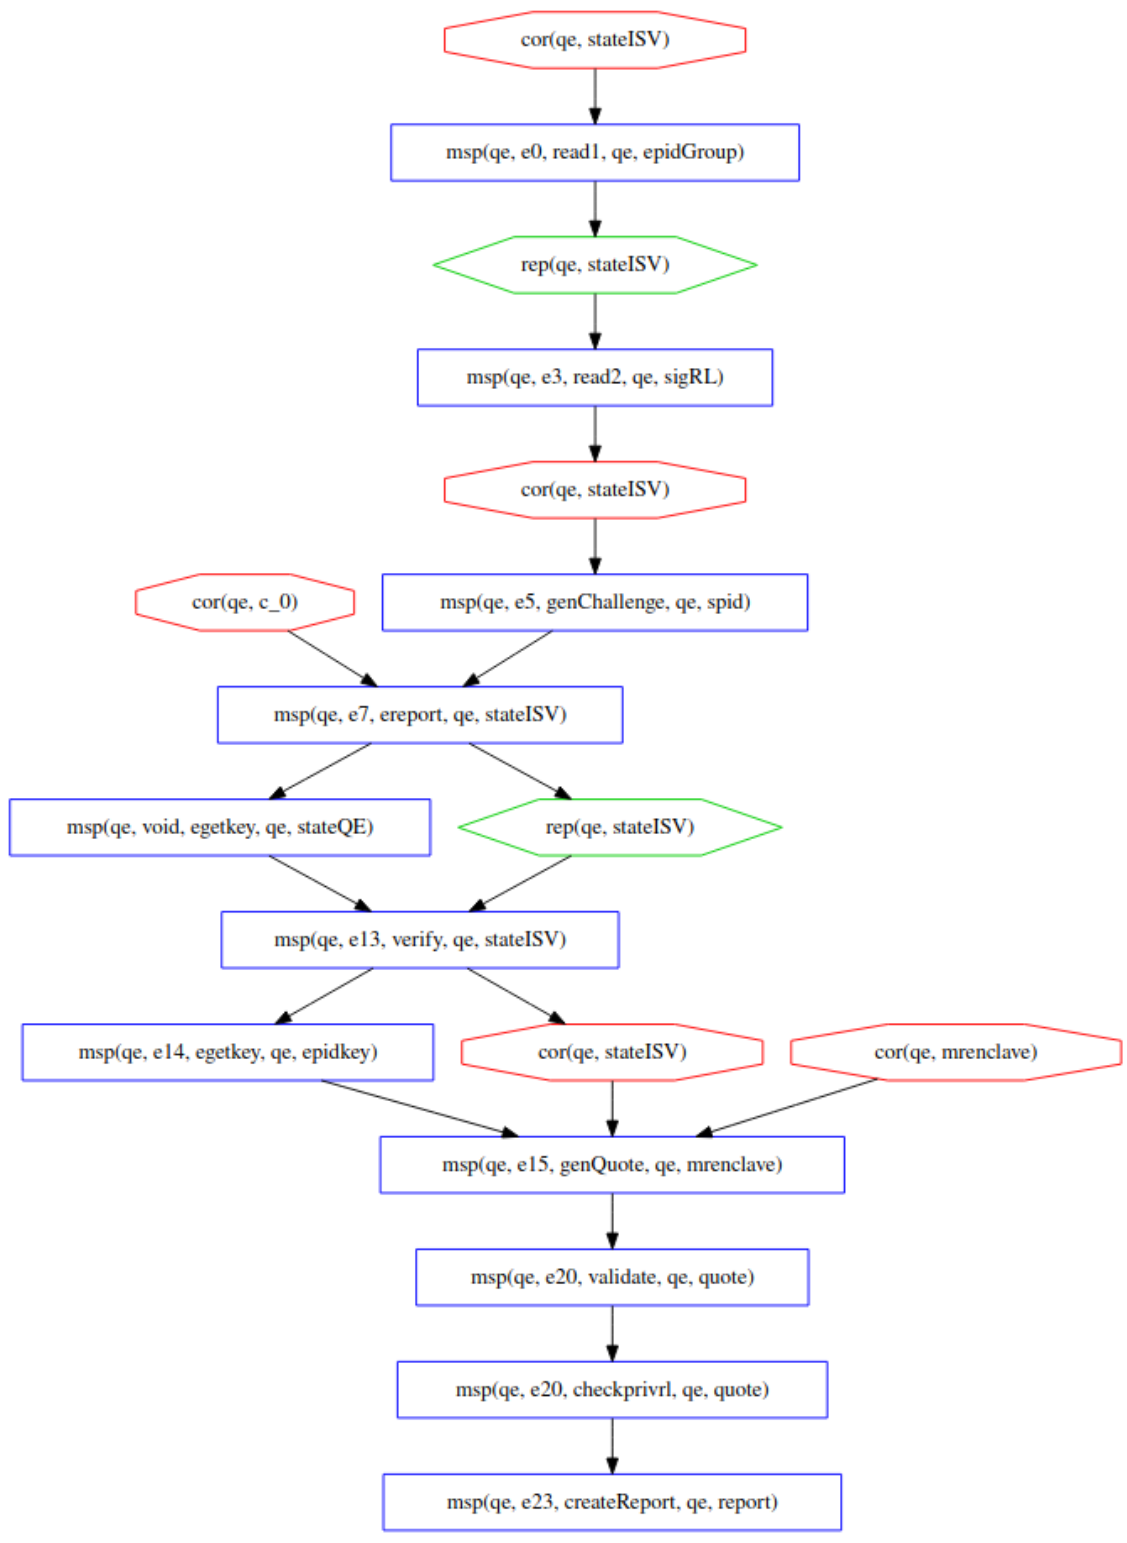 cor(qe, stateISV)
msp(qe, e0, read1, qe, epidGroup)
rep(qe, stateISV)
msp(qe, e3, read2, qe, sigRL)
cor(qe, stateISV)
cor(qe, c_0)
msp(qe, e5, genChallenge, qe, spid)
msp(qe, e7, ereport, qe, stateISV)
msp(qe, void, egetkey, qe, stateQE)
rep(qe, stateISV)
msp(qe, e13, verify, qe, stateISV)
msp(qe, e14, egetkey, qe, epidkey)
cor(qe, stateISV)
cor(qe, mrenclave)
msp(qe, e15, genQuote, qe, mrenclave)
msp(qe, e20, validate, qe, quote)
msp(qe, e20, checkprivrl, qe, quote)
msp(qe, e23, createReport, qe, report)